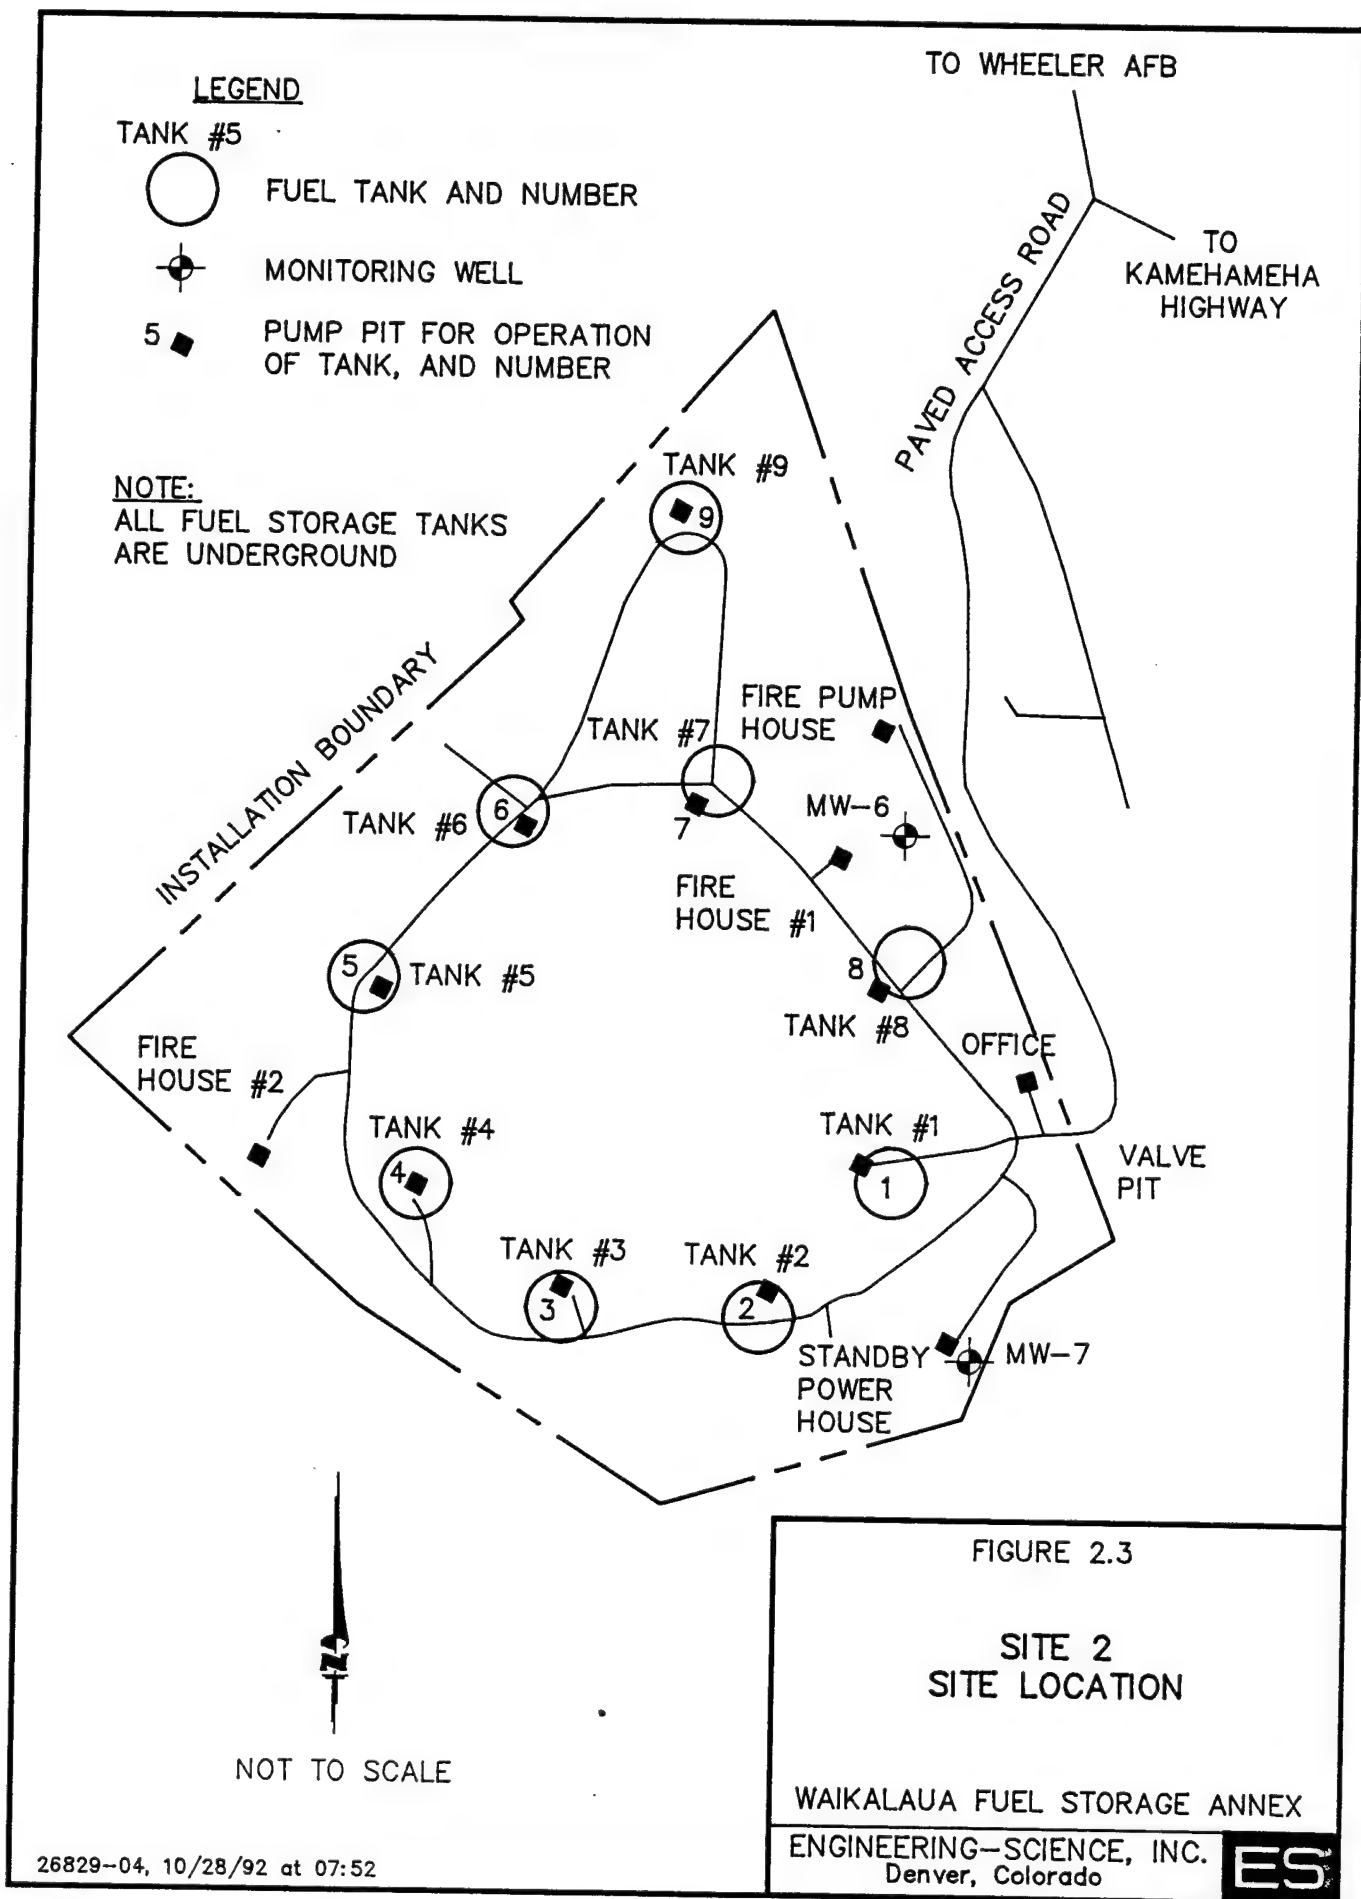 TO WHEELER AFB
LEGEND
TANK #5
FUEL TANK AND NUMBER
MONITORING WELL
5
PUMP PIT FOR OPERATION
OF TANK, AND NUMBER
NOTE:
ALL FUEL STORAGE TANKS
ARE UNDERGROUND
TO
KAMEHAMEHA
HIGHWAY
PAVED ACCESS ROAD
INSTALLATION BOUNDARY
TANK #9
9
FIRE PUMP
HOUSE
TANK #7
7
TANK #6
6
MW-6
FIRE
HOUSE #1
5
TANK #5
8
TANK #8
OFFICE
FIRE
HOUSE #2
TANK #4
4
TANK #1
1
VALVE
PIT
TANK #3
3
TANK #2
2
STANDBY
POWER
HOUSE
MW-7
N
NOT TO SCALE
FIGURE 2.3
SITE 2
SITE LOCATION
WAIKALAUA FUEL STORAGE ANNEX
ENGINEERING-SCIENCE, INC.
Denver, Colorado
ES
26829-04, 10/28/92 at 07:52